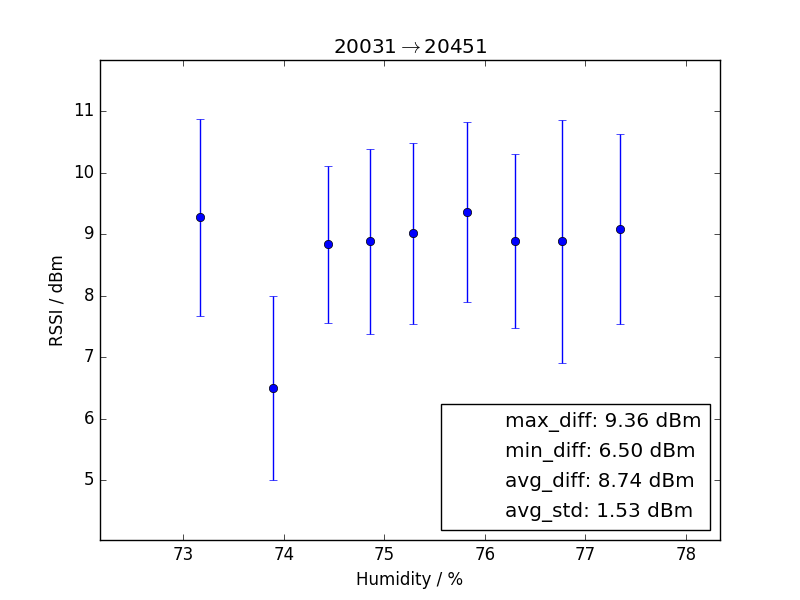 20031→20451
11
10
9
8
7
6
5
RSSI / dBm
max_diff: 9.36 dBm
min_diff: 6.50 dBm
avg_diff: 8.74 dBm
avg_std: 1.53 dBm
73 74 75 76 77 78
Humidity / %